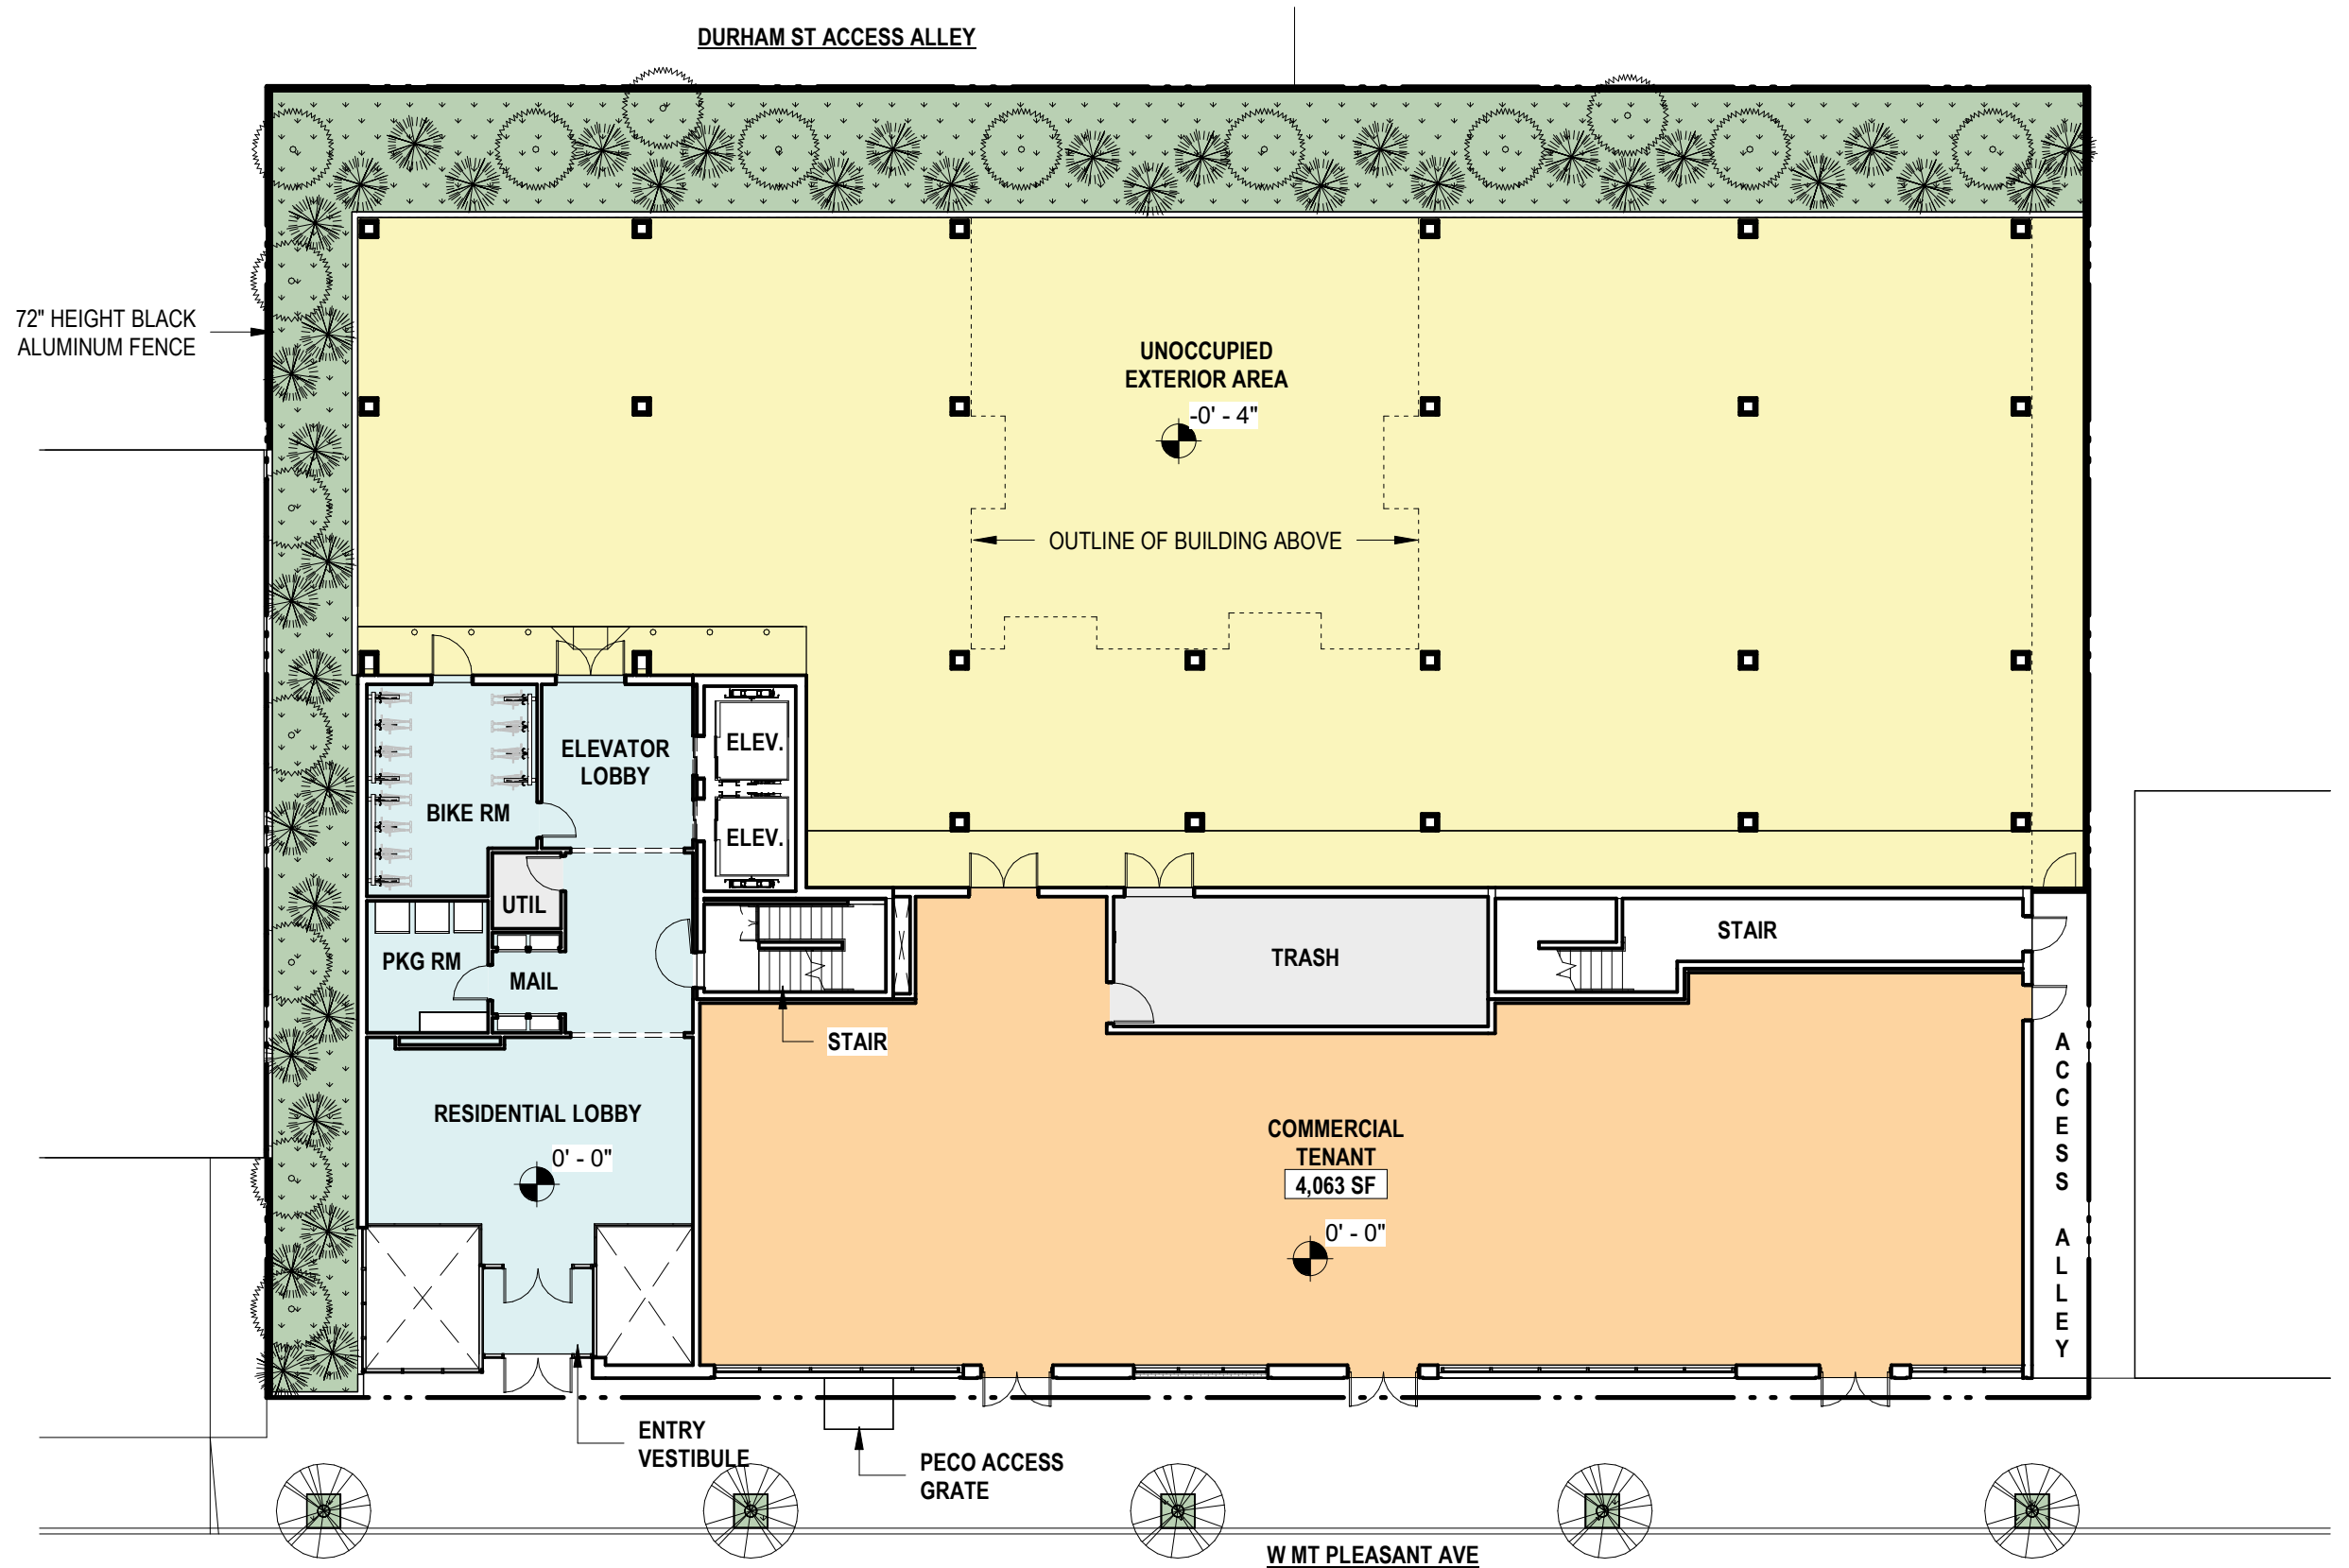 DURHAM ST ACCESS ALLEY
72" HEIGHT BLACK
ALUMINUM FENCE
UNOCCUPIED
EXTERIOR AREA
-0' - 4"
OUTLINE OF BUILDING ABOVE
ELEVATOR
LOBBY
ELEV.
BIKE RM
ELEV.
UTIL
PKG RM
MAIL
STAIR
TRASH
STAIR
RESIDENTIAL LOBBY
0' - 0"
COMMERCIAL
TENANT
4,063 SF
0' - 0"
ACCESS ALLEY
ENTRY
VESTIBULE
PECO ACCESS
GRATE
W MT PLEASANT AVE